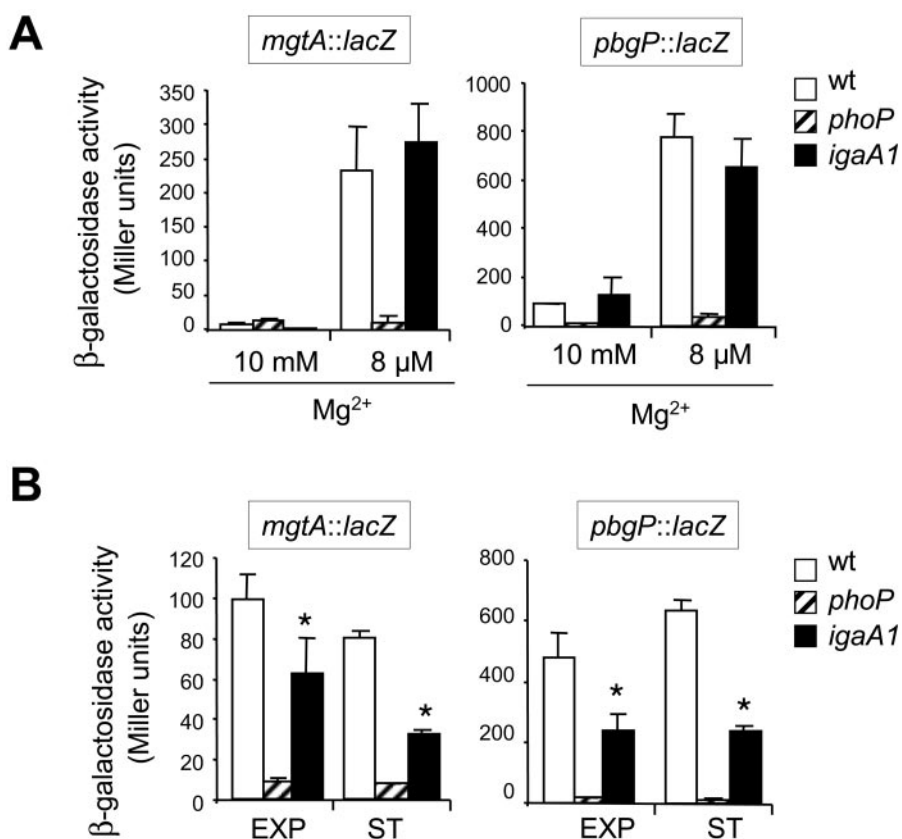 A
mgtA::lacZ
pbgP::lacZ
β-galactosidase activity
(Miller units)
350
300
250
200
150
100
50
0
10 mM
8 µM
Mg2+
1000
800
600
400
200
0
10 mM
8 µM
Mg2+
wt
phoP
igaA1
B
mgtA::lacZ
pbgP::lacZ
β-galactosidase activity
(Miller units)
120
100
80
60
40
20
0
*
*
EXP
ST
800
600
400
200
0
*
*
EXP
ST
wt
phoP
igaA1